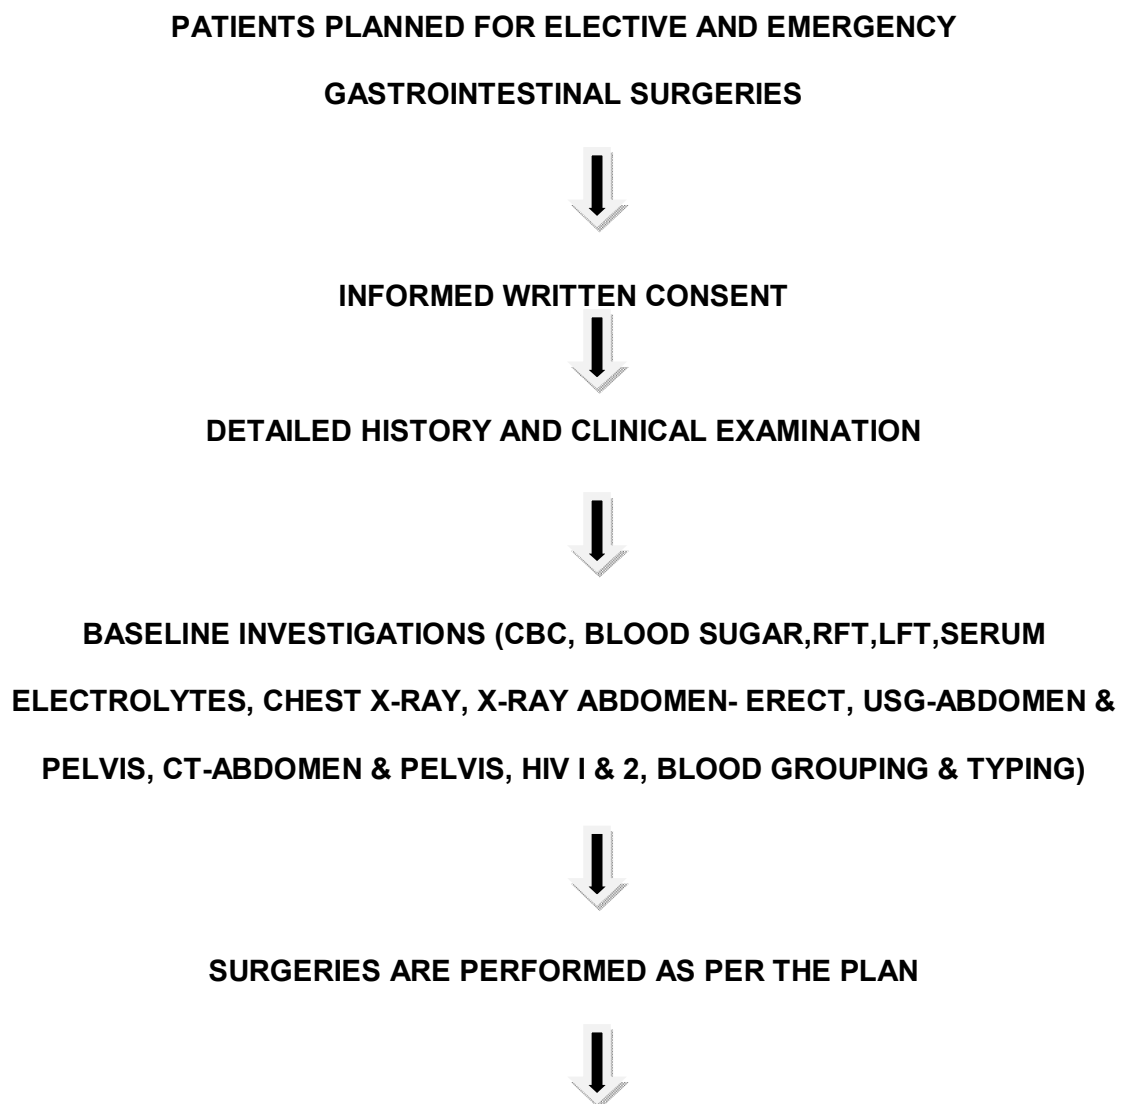 PATIENTS PLANNED FOR ELECTIVE AND EMERGENCY
GASTROINTESTINAL SURGERIES
INFORMED WRITTEN CONSENT
DETAILED HISTORY AND CLINICAL EXAMINATION
BASELINE INVESTIGATIONS (CBC, BLOOD SUGAR,RFT,LFT,SERUM
ELECTROLYTES, CHEST X-RAY, X-RAY ABDOMEN- ERECT, USG-ABDOMEN &
PELVIS, CT-ABDOMEN & PELVIS, HIV I & 2, BLOOD GROUPING & TYPING)
SURGERIES ARE PERFORMED AS PER THE PLAN